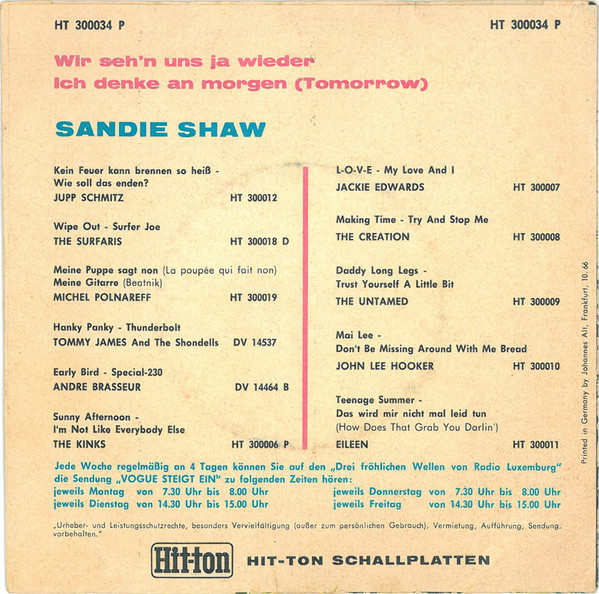 HT 300034 P
HT 300034 P
Wir seh'n uns ja wieder
Ich denke an morgen (Tomorrow)
SANDIE SHAW
Kein Feuer kann brennen so heiß -
Wie soll das enden?
JUPP SCHMITZ HT 300012
Wipe Out - Surfer Joe
THE SURFARIS HT 300018 D
Meine Puppe sagt non (La poupée qui fait non)
Meine Gitarre (Beatnik)
MICHEL POLNAREFF HT 300019
Hanky Panky - Thunderbolt
TOMMY JAMES And The Shondells DV 14537
Early Bird - Special-230
ANDRE BRASSEUR DV 14464 B
Sunny Afternoon -
I'm Not Like Everybody Else
THE KINKS HT 300006 P
L-O-V-E - My Love And I
JACKIE EDWARDS HT 300007
Making Time - Try And Stop Me
THE CREATION HT 300008
Daddy Long Legs -
Trust Yourself A Little Bit
THE UNTAMED HT 300009
Mai Lee -
Don't Be Missing Around With Me Bread
JOHN LEE HOOKER HT 300010
Teenage Summer -
Das wird mir nicht mal leid tun
(How Does That Grab You Darlin')
EILEEN HT 300011
Printed in Germany by Johannes Alt, Frankfurt, 10. 66
Jede Woche regelmäßig an 4 Tagen können Sie auf den „Drei fröhlichen Wellen von Radio Luxemburg"
die Sendung „VOGUE STEIGT EIN" zu folgenden Zeiten hören:
jeweils Montag von 7.30 Uhr bis 8.00 Uhr jeweils Donnerstag von 7.30 Uhr bis 8.00 Uhr
jeweils Dienstag von 14.30 Uhr bis 15.00 Uhr jeweils Freitag von 14.30 Uhr bis 15.00 Uhr
„Urheber- und Leistungsschutzrechte, besonders Vervielfältigung (außer zum persönlichen Gebrauch), Vermietung, Aufführung, Sendung,
vorbehalten."
Hit-ton HIT-TON SCHALLPLATTEN